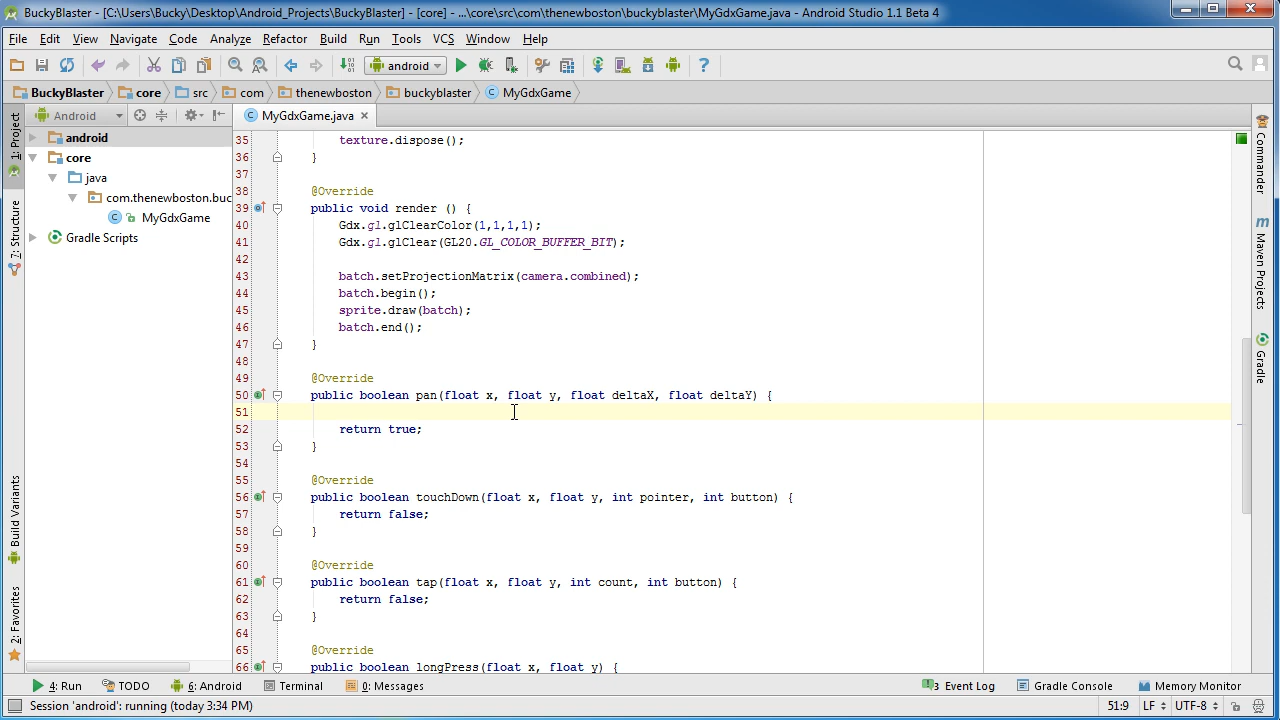 BuckyBlaster - [C:\Users\Bucky\Desktop\Android_Projects\BuckyBlaster] - [core] - ...\core\src\com\thenewboston\buckyblaster\MyGdxGame.java - Android Studio 1.1 Beta 4
File Edit View Navigate Code Analyze Refactor Build Run Tools VCS Window Help
android
BuckyBlaster core src com thenewboston buckyblaster MyGdxGame
Android
MyGdxGame.java
1: Project
7: Structure
Build Variants
2: Favorites
android
core
java
com.thenewboston.buc
MyGdxGame
Gradle Scripts
35 texture.dispose();
36 }
37
38 @Override
39 public void render () {
40 Gdx.gl.glClearColor(1,1,1,1);
41 Gdx.gl.glClear(GL20.GL_COLOR_BUFFER_BIT);
42
43 batch.setProjectionMatrix(camera.combined);
44 batch.begin();
45 sprite.draw(batch);
46 batch.end();
47 }
48
49 @Override
50 public boolean pan(float x, float y, float deltaX, float deltaY) {
51
52 return true;
53 }
54
55 @Override
56 public boolean touchDown(float x, float y, int pointer, int button) {
57 return false;
58 }
59
60 @Override
61 public boolean tap(float x, float y, int count, int button) {
62 return false;
63 }
64
65 @Override
66 public boolean longPress(float x, float y) {
Commander
m
Maven Projects
Gradle
4: Run TODO 6: Android Terminal 0: Messages 3 Event Log Gradle Console Memory Monitor
Session 'android': running (today 3:34 PM) 51:9 LF UTF-8